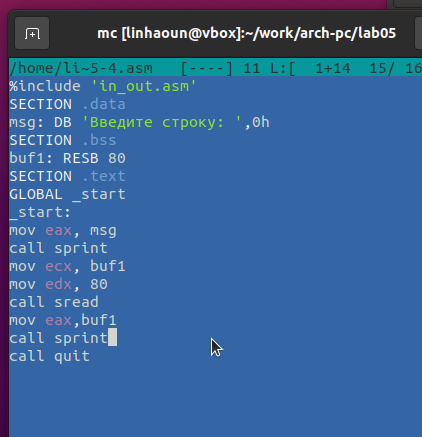 mc [linhaoun@vbox]:~/work/arch-pc/lab05
/home/li~5-4.asm   [----] 11 L:[  1+14  15/ 16
%include 'in_out.asm'
SECTION .data
msg: DB 'Введите строку: ',0h
SECTION .bss
buf1: RESB 80
SECTION .text
GLOBAL _start
_start:
mov eax, msg
call sprint
mov ecx, buf1
mov edx, 80
call sread
mov eax,buf1
call sprint
call quit